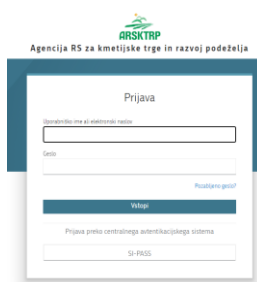 ARSKTRP
Agencija RS za kmetijske trge in razvoj podeželja
Prijava
Uporabniško ime ali elektronski naslov
Geslo
Pozabljeno geslo?
Vstopi
Prijava preko centralnega avtentikacijskega sistema
SI-PASS